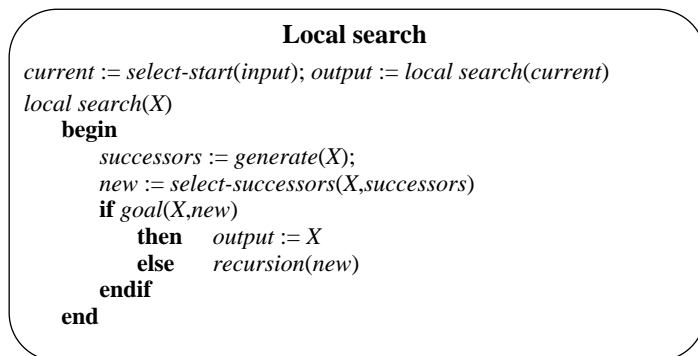 Local search
current := select-start(input); output := local search(current)
local search(X)
begin
successors := generate(X);
new := select-successors(X,successors)
if goal(X,new)
then output := X
else recursion(new)
endif
end